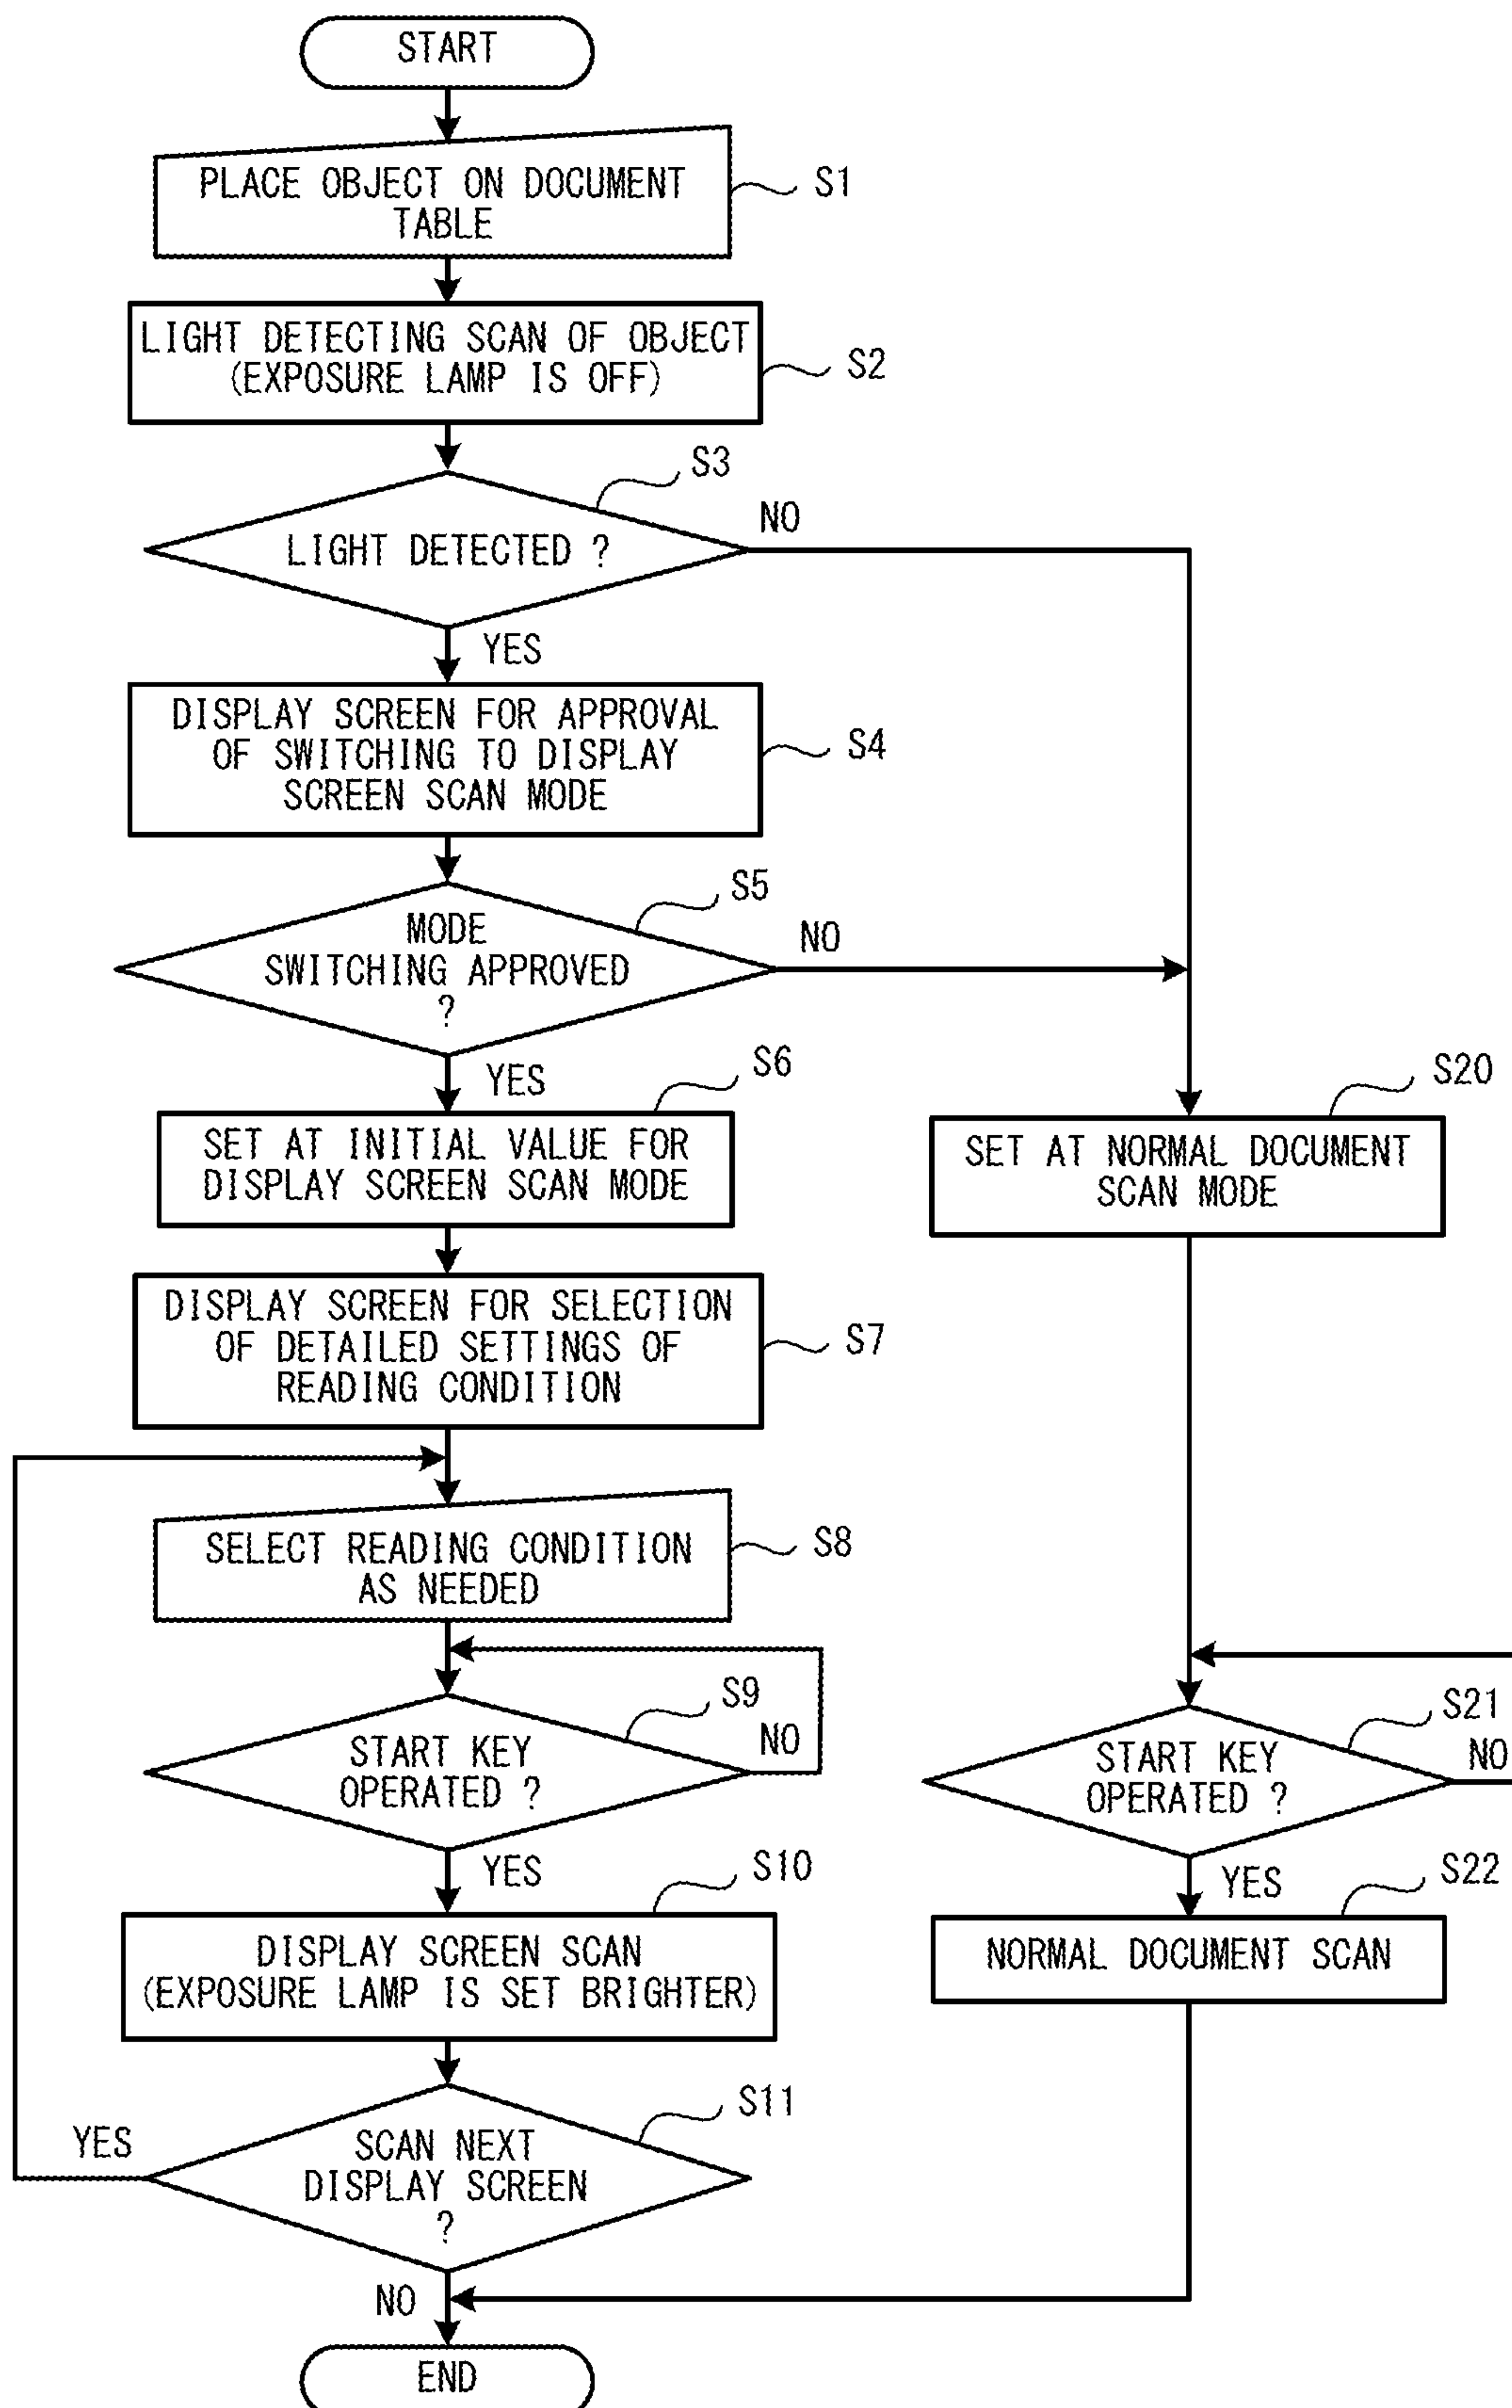 START
PLACE OBJECT ON DOCUMENT
TABLE
S1
LIGHT DETECTING SCAN OF OBJECT
(EXPOSURE LAMP IS OFF)
S2
S3
LIGHT DETECTED ?
NO
YES
DISPLAY SCREEN FOR APPROVAL
OF SWITCHING TO DISPLAY
SCREEN SCAN MODE
S4
S5
MODE
SWITCHING APPROVED
?
NO
YES
S6
SET AT INITIAL VALUE FOR
DISPLAY SCREEN SCAN MODE
S20
SET AT NORMAL DOCUMENT
SCAN MODE
DISPLAY SCREEN FOR SELECTION
OF DETAILED SETTINGS OF
READING CONDITION
S7
SELECT READING CONDITION
AS NEEDED
S8
S9
START KEY
OPERATED ?
NO
YES
S21
START KEY
OPERATED ?
NO
YES
S10
DISPLAY SCREEN SCAN
(EXPOSURE LAMP IS SET BRIGHTER)
S22
NORMAL DOCUMENT SCAN
S11
SCAN NEXT
DISPLAY SCREEN
?
YES
NO
END